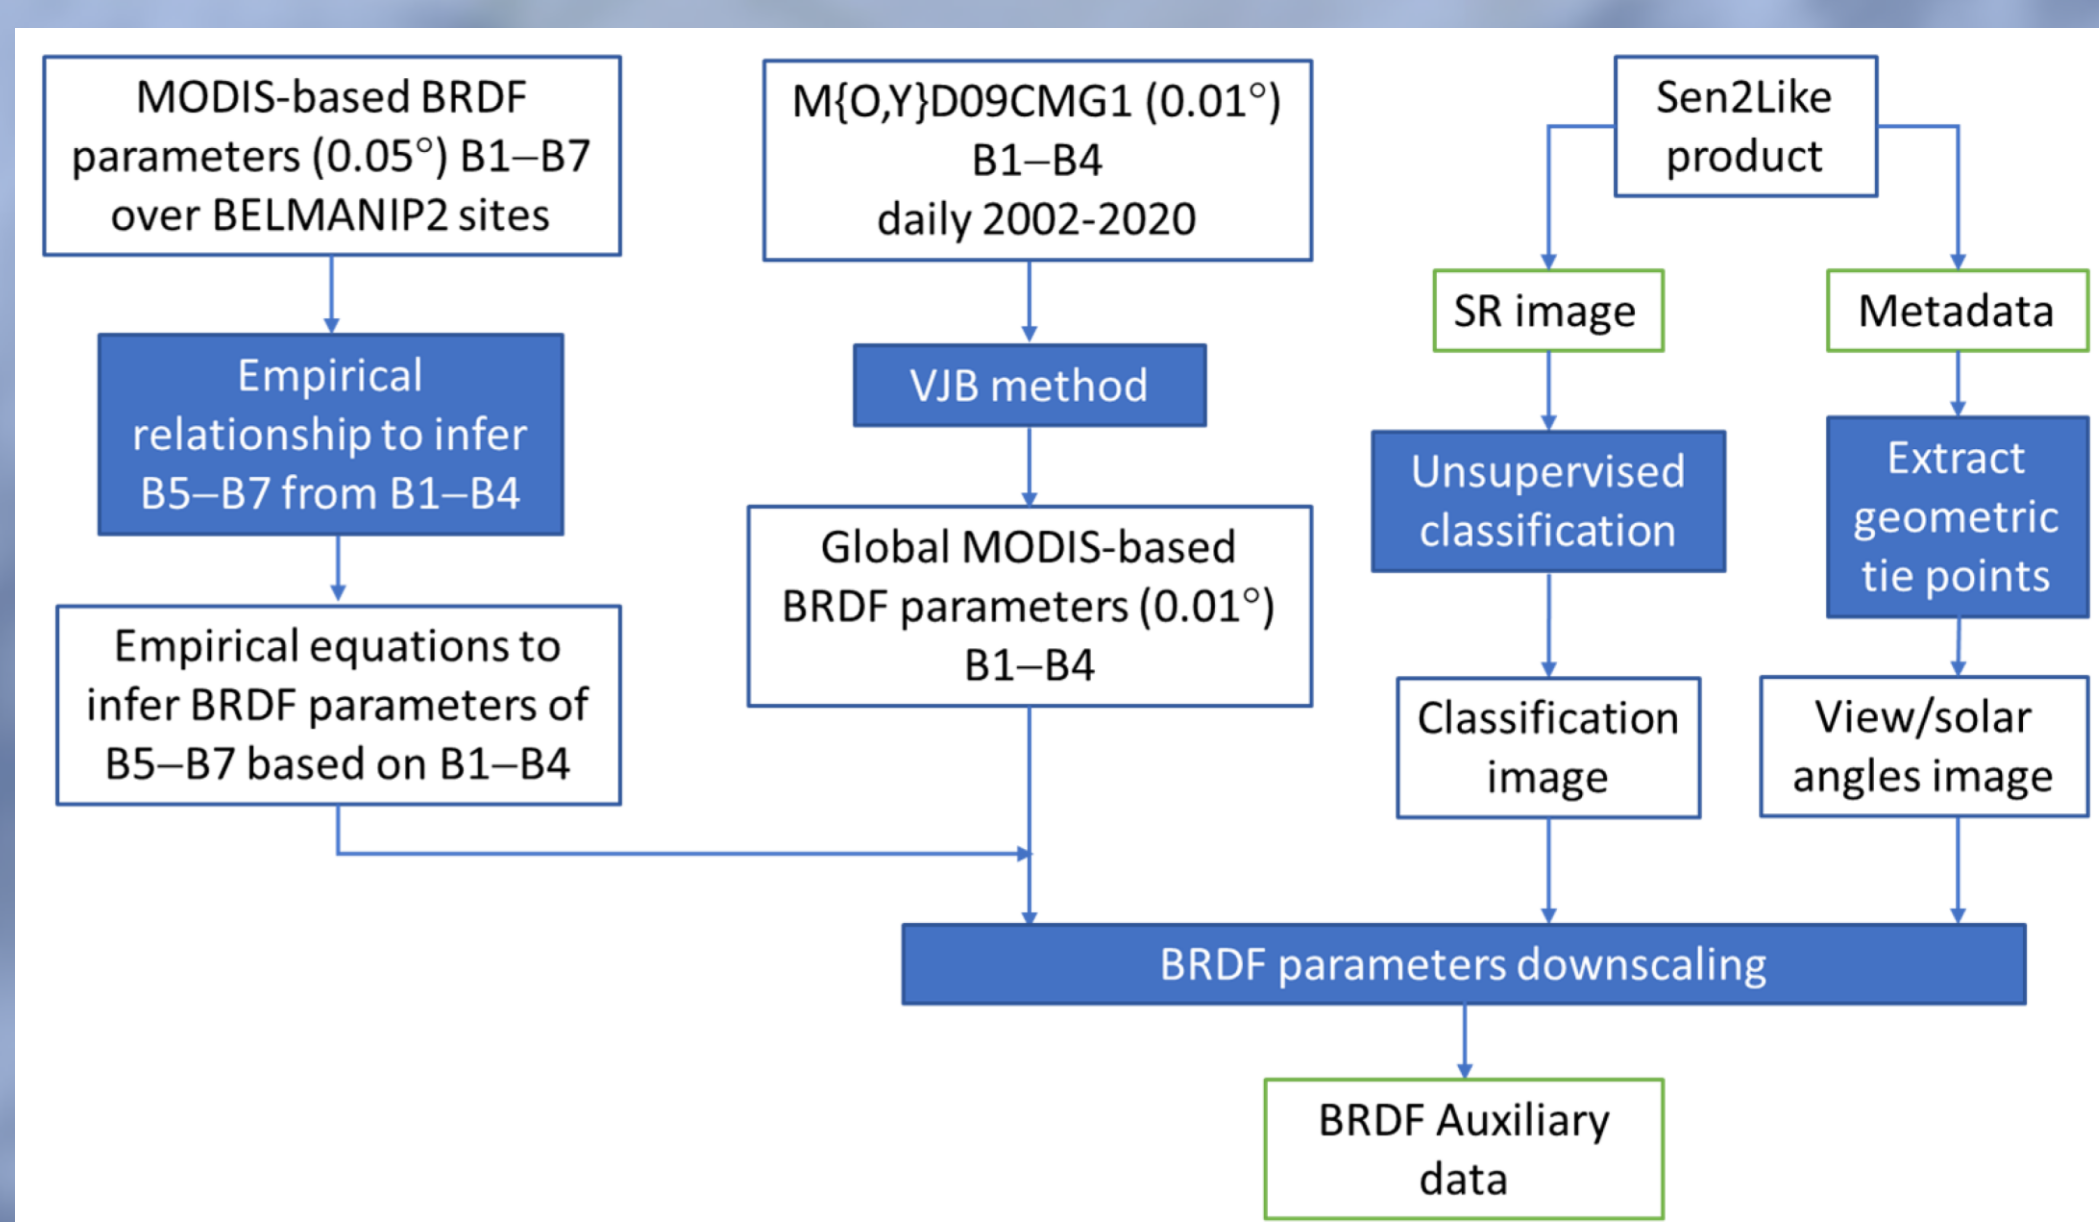 MODIS-based BRDF
parameters (0.05°) B1–B7
over BELMANIP2 sites
Empirical
relationship to infer
B5–B7 from B1–B4
Empirical equations to
infer BRDF parameters of
B5–B7 based on B1–B4
M{O,Y}D09CMG1 (0.01°)
B1–B4
daily 2002-2020
VJB method
Global MODIS-based
BRDF parameters (0.01°)
B1–B4
Sen2Like
product
SR image
Unsupervised
classification
Classification
image
Metadata
Extract
geometric
tie points
View/solar
angles image
BRDF parameters downscaling
BRDF Auxiliary
data